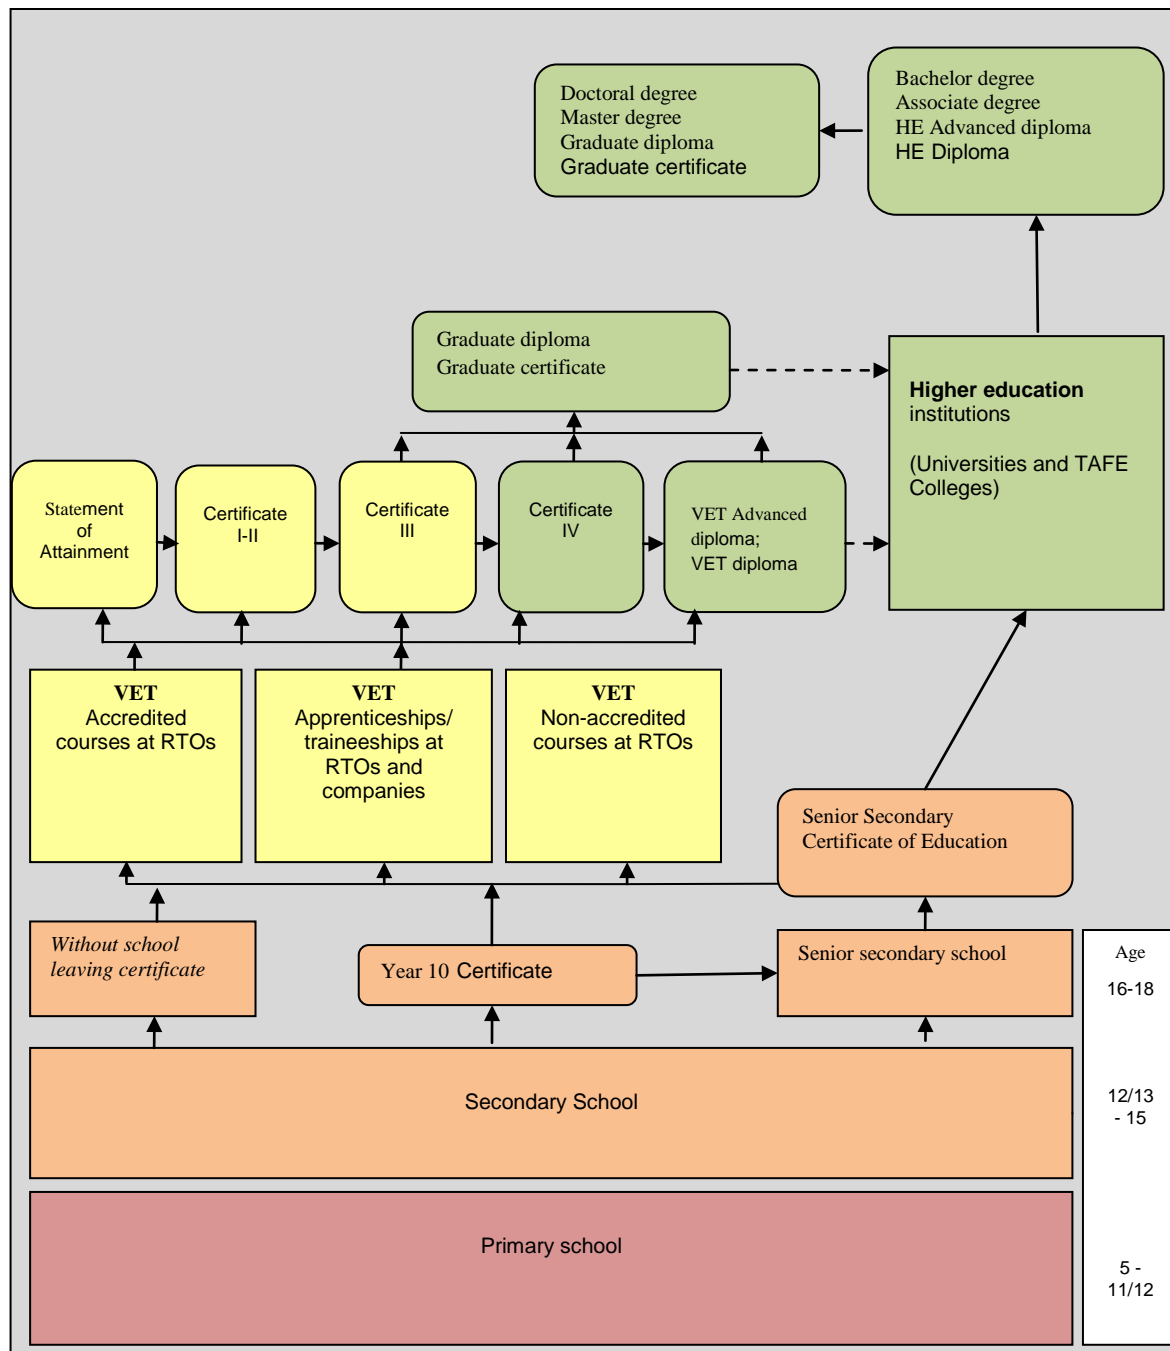 Doctoral degree
Master degree
Graduate diploma
Graduate certificate
Bachelor degree
Associate degree
HE Advanced diploma
HE Diploma
Graduate diploma
Graduate certificate
Higher education
institutions
(Universities and TAFE
Colleges)
Statement
of
Attainment
Certificate
I-II
Certificate
III
Certificate
IV
VET Advanced
diploma;
VET diploma
VET
Accredited
courses at RTOs
VET
Apprenticeships/
traineeships at
RTOs and
companies
VET
Non-accredited
courses at RTOs
Senior Secondary
Certificate of Education
Without school
leaving certificate
Year 10 Certificate
Senior secondary school
Age
16-18
Secondary School
12/13
- 15
Primary school
5 -
11/12